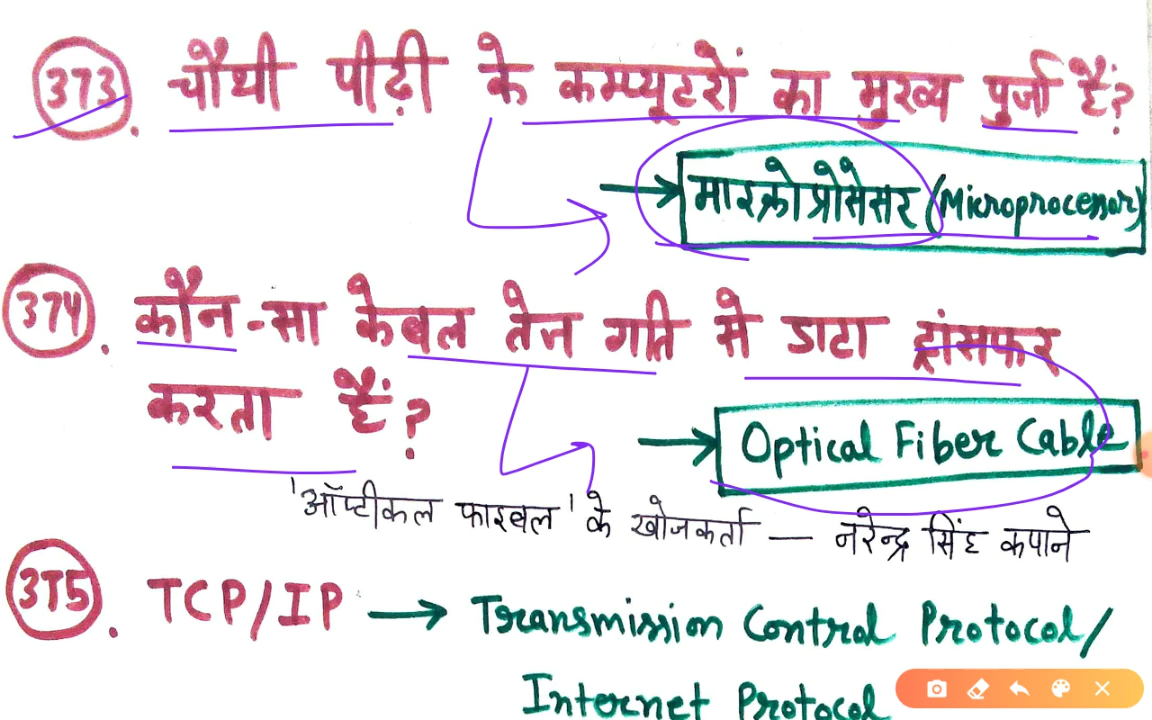 373. चौथी पीढ़ी के कम्प्यूटरों का मुख्य पुर्जा हैं?
→ माइक्रोप्रोसेसर (Microprocessor)
374. कौन-सा केबल तेज गति से डाटा ट्रांसफर
करता हैं?
→ Optical Fiber Cable
'ऑप्टीकल फाइबल' के खोजकर्ता — नरेन्द्र सिंह कपाने
375. TCP/IP → Transmission Control Protocol/
Internet Protocol